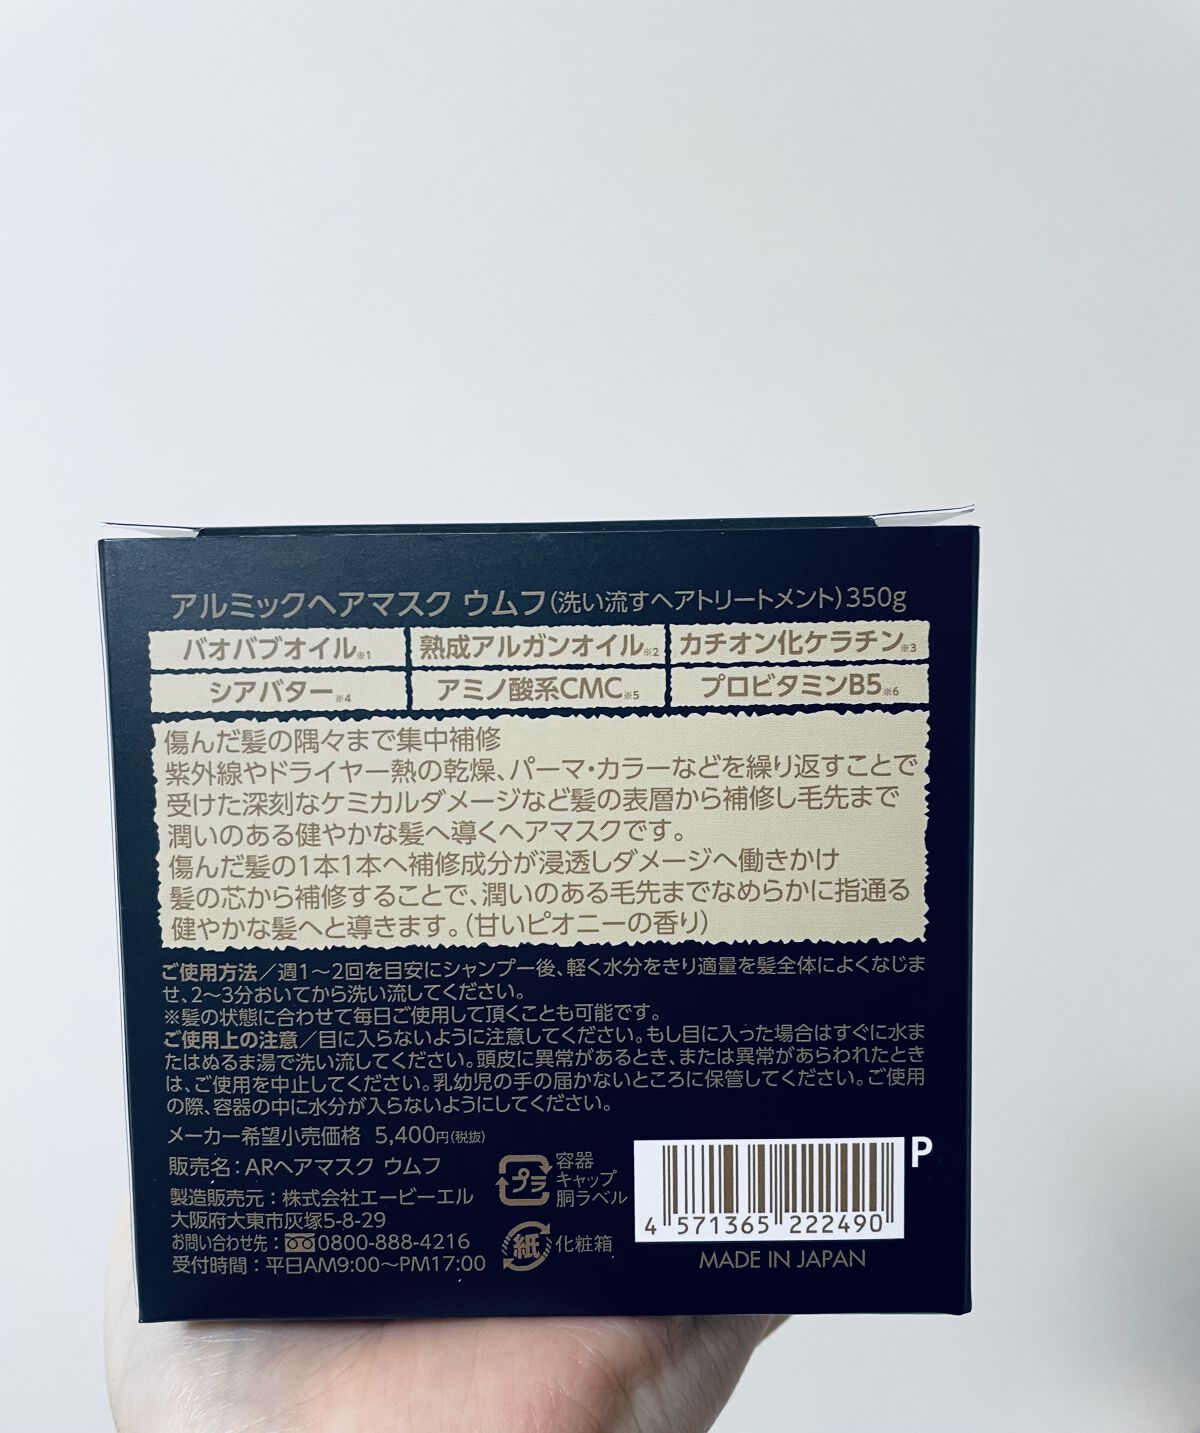 アルミックヘアマスク ウムフ(洗い流すヘアトリートメント)350g
バオバブオイル※1 熟成アルガンオイル※2 カチオン化ケラチン※3
シアバター※4 アミノ酸系CMC※5 プロビタミンB5※6
傷んだ髪の隅々まで集中補修
紫外線やドライヤー熱の乾燥、パーマ・カラーなどを繰り返すことで
受けた深刻なケミカルダメージなど髪の表層から補修し毛先まで
潤いのある健やかな髪へ導くヘアマスクです。
傷んだ髪の1本1本へ補修成分が浸透しダメージへ働きかけ
髪の芯から補修することで、潤いのある毛先までなめらかに指通る
健やかな髪へと導きます。(甘いピオニーの香り)
ご使用方法/週1〜2回を目安にシャンプー後、軽く水分をきり適量を髪全体によくなじま
せ、2〜3分おいてから洗い流してください。
※髪の状態に合わせて毎日ご使用して頂くことも可能です。
ご使用上の注意/目に入らないように注意してください。もし目に入った場合はすぐに水ま
たはぬるま湯で洗い流してください。頭皮に異常があるとき、または異常があらわれたとき
は、ご使用を中止してください。乳幼児の手の届かないところに保管してください。ご使用
の際、容器の中に水分が入らないようにしてください。
メーカー希望小売価格 5,400円(税抜)
販売名:ARヘアマスク ウムフ
製造販売元:株式会社エービーエル
大阪府大東市灰塚5-8-29
お問い合わせ先:0800-888-4216
受付時間:平日AM9:00〜PM17:00
プラ 容器
キャップ
胴ラベル
紙 化粧箱
P
4 571365 222490
MADE IN JAPAN